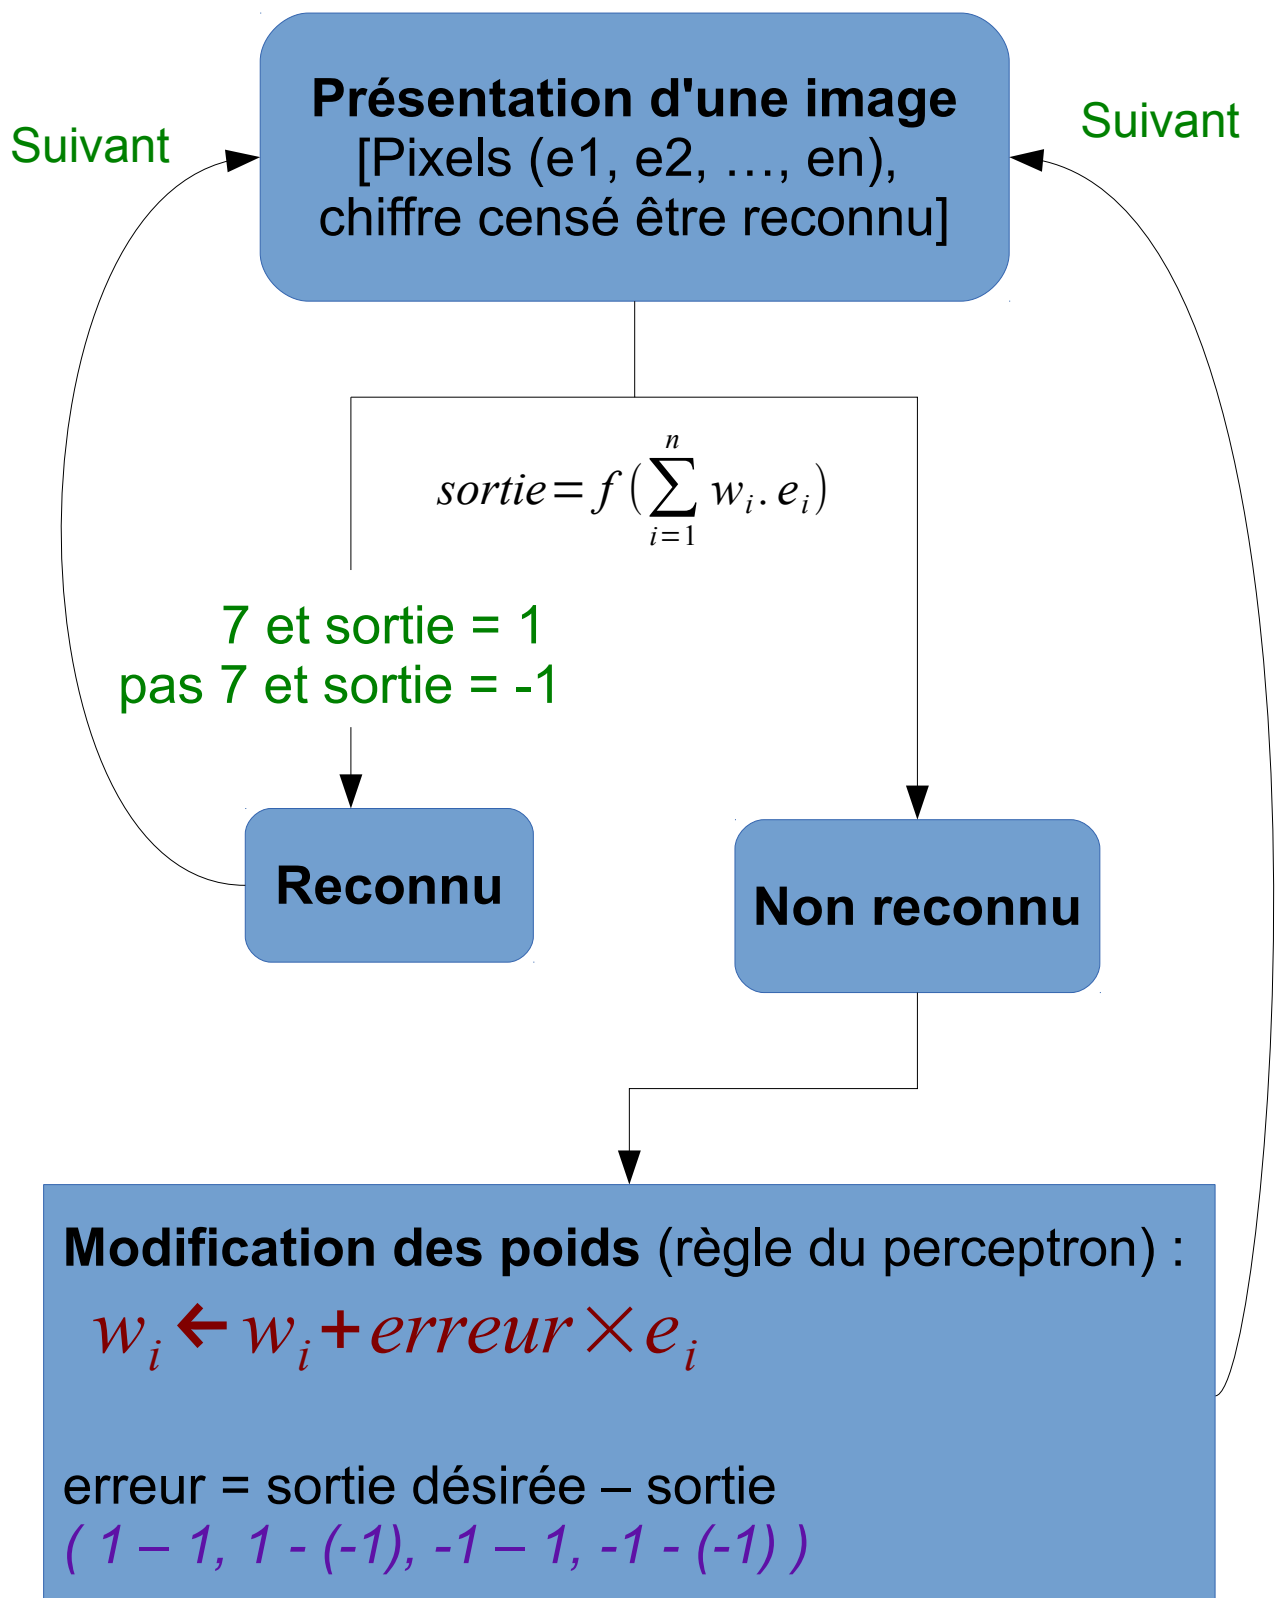 Présentation d'une image
Suivant
Suivant
[Pixels (e1, e2, …, en),
chiffre censé être reconnu]
sortie = f(∑_{i=1}^{n} w_i . e_i)
7 et sortie = 1
pas 7 et sortie = -1
Reconnu
Non reconnu
Modification des poids (règle du perceptron) :
w_i ← w_i + erreur × e_i
erreur = sortie désirée – sortie
( 1 – 1, 1 - (-1), -1 – 1, -1 - (-1) )